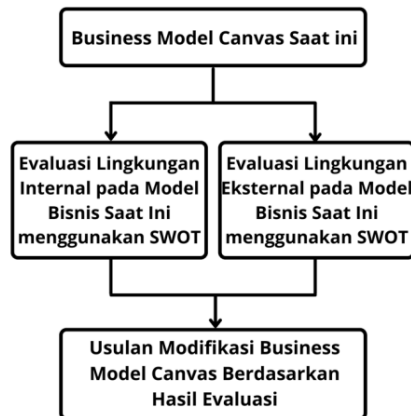 Business Model Canvas Saat ini
Evaluasi Lingkungan
Internal pada Model
Bisnis Saat Ini
menggunakan SWOT
Evaluasi Lingkungan
Eksternal pada Model
Bisnis Saat Ini
menggunakan SWOT
Usulan Modifikasi Business
Model Canvas Berdasarkan
Hasil Evaluasi